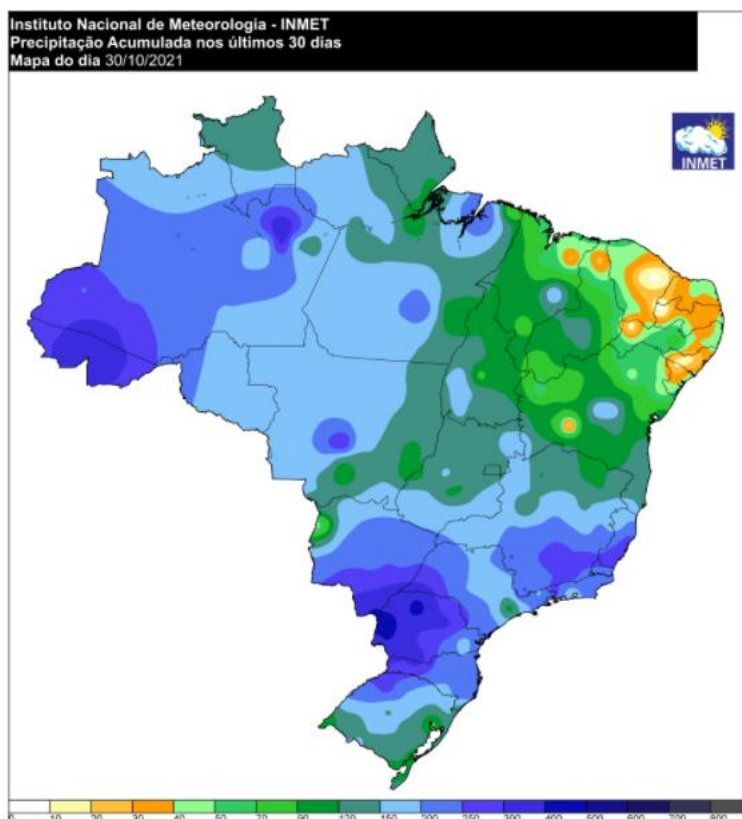 Instituto Nacional de Meteorologia - INMET
Precipitação Acumulada nos últimos 30 dias
Mapa do dia 30/10/2021
INMET
0 10 20 30 40 50 70 90 120 150 200 250 300 400 500 600 700 800